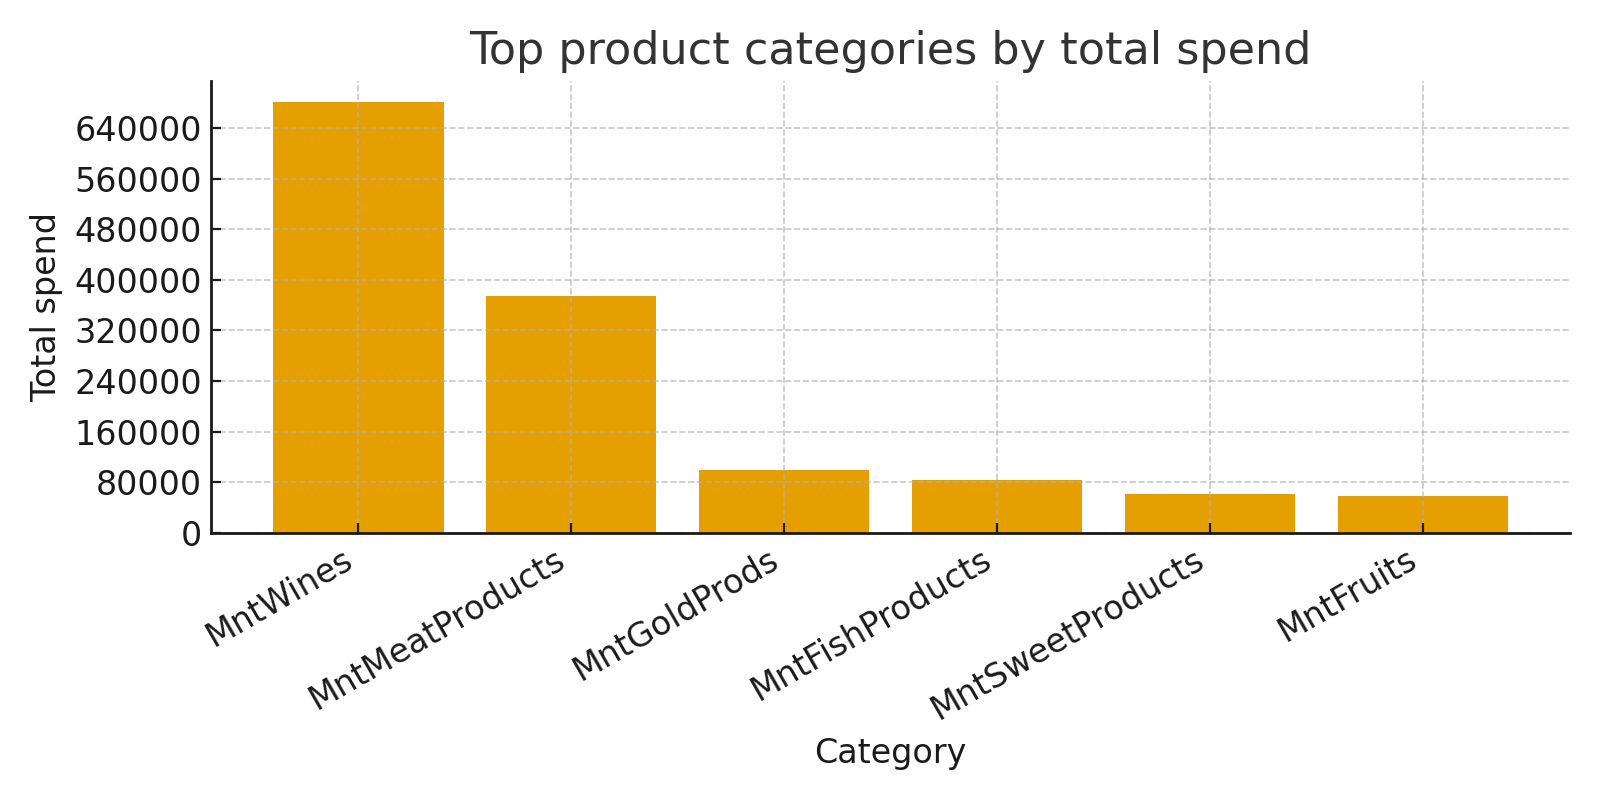 Top product categories by total spend
Total spend
640000
560000
480000
400000
320000
240000
160000
80000
0
MntWines
MntMeatProducts
MntGoldProds
MntFishProducts
MntSweetProducts
MntFruits
Category